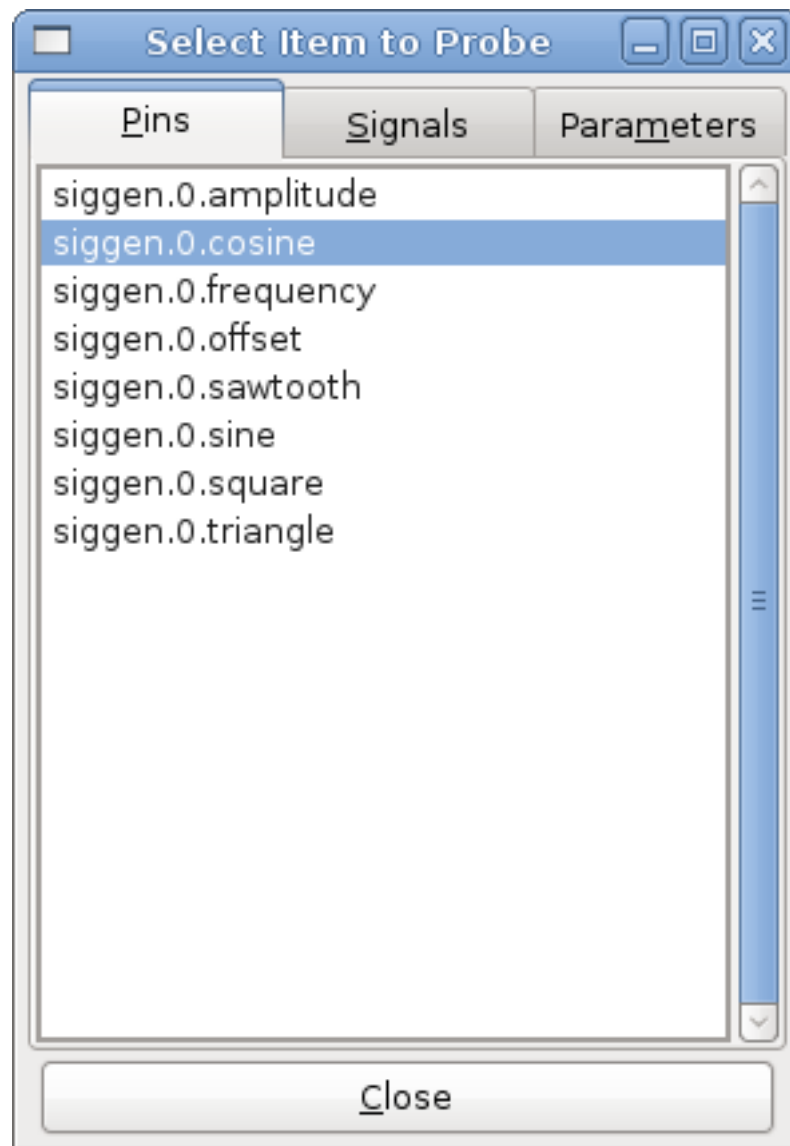 Select Item to Probe
Pins Signals Parameters
siggen.0.amplitude
siggen.0.cosine
siggen.0.frequency
siggen.0.offset
siggen.0.sawtooth
siggen.0.sine
siggen.0.square
siggen.0.triangle
Close